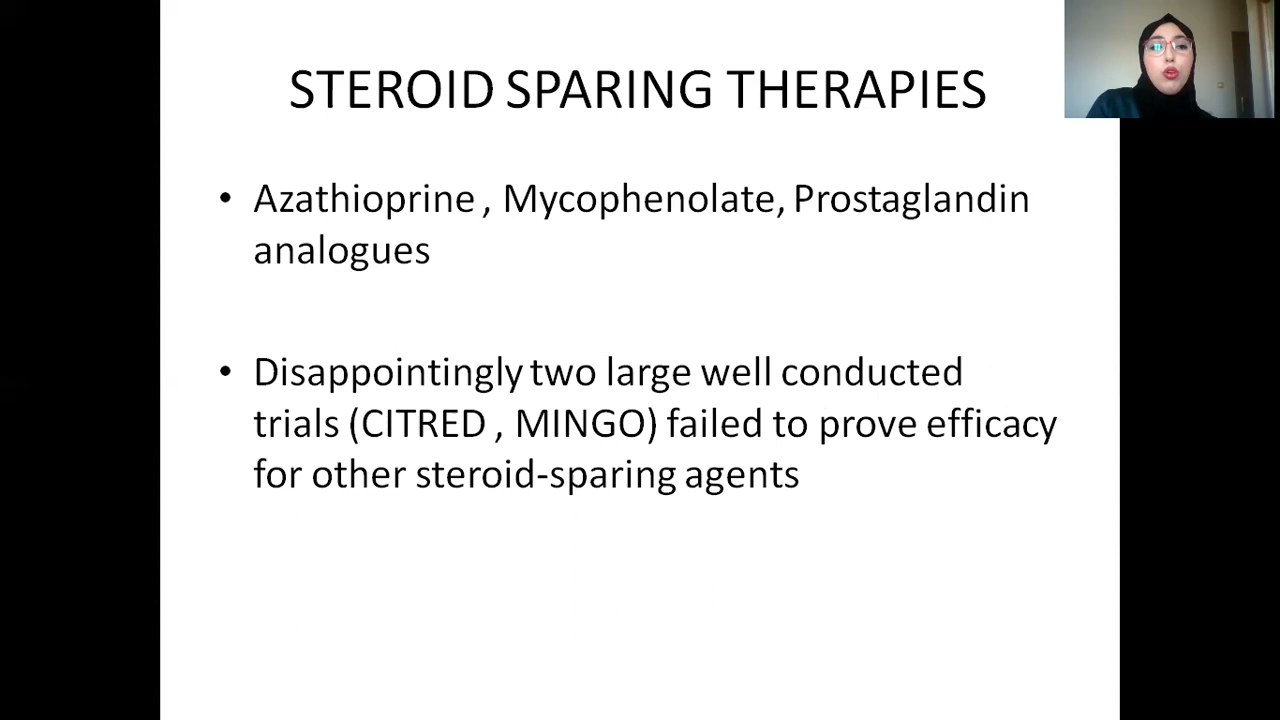 STEROID SPARING THERAPIES
• Azathioprine , Mycophenolate, Prostaglandin
analogues
• Disappointingly two large well conducted
trials (CITRED , MINGO) failed to prove efficacy
for other steroid-sparing agents